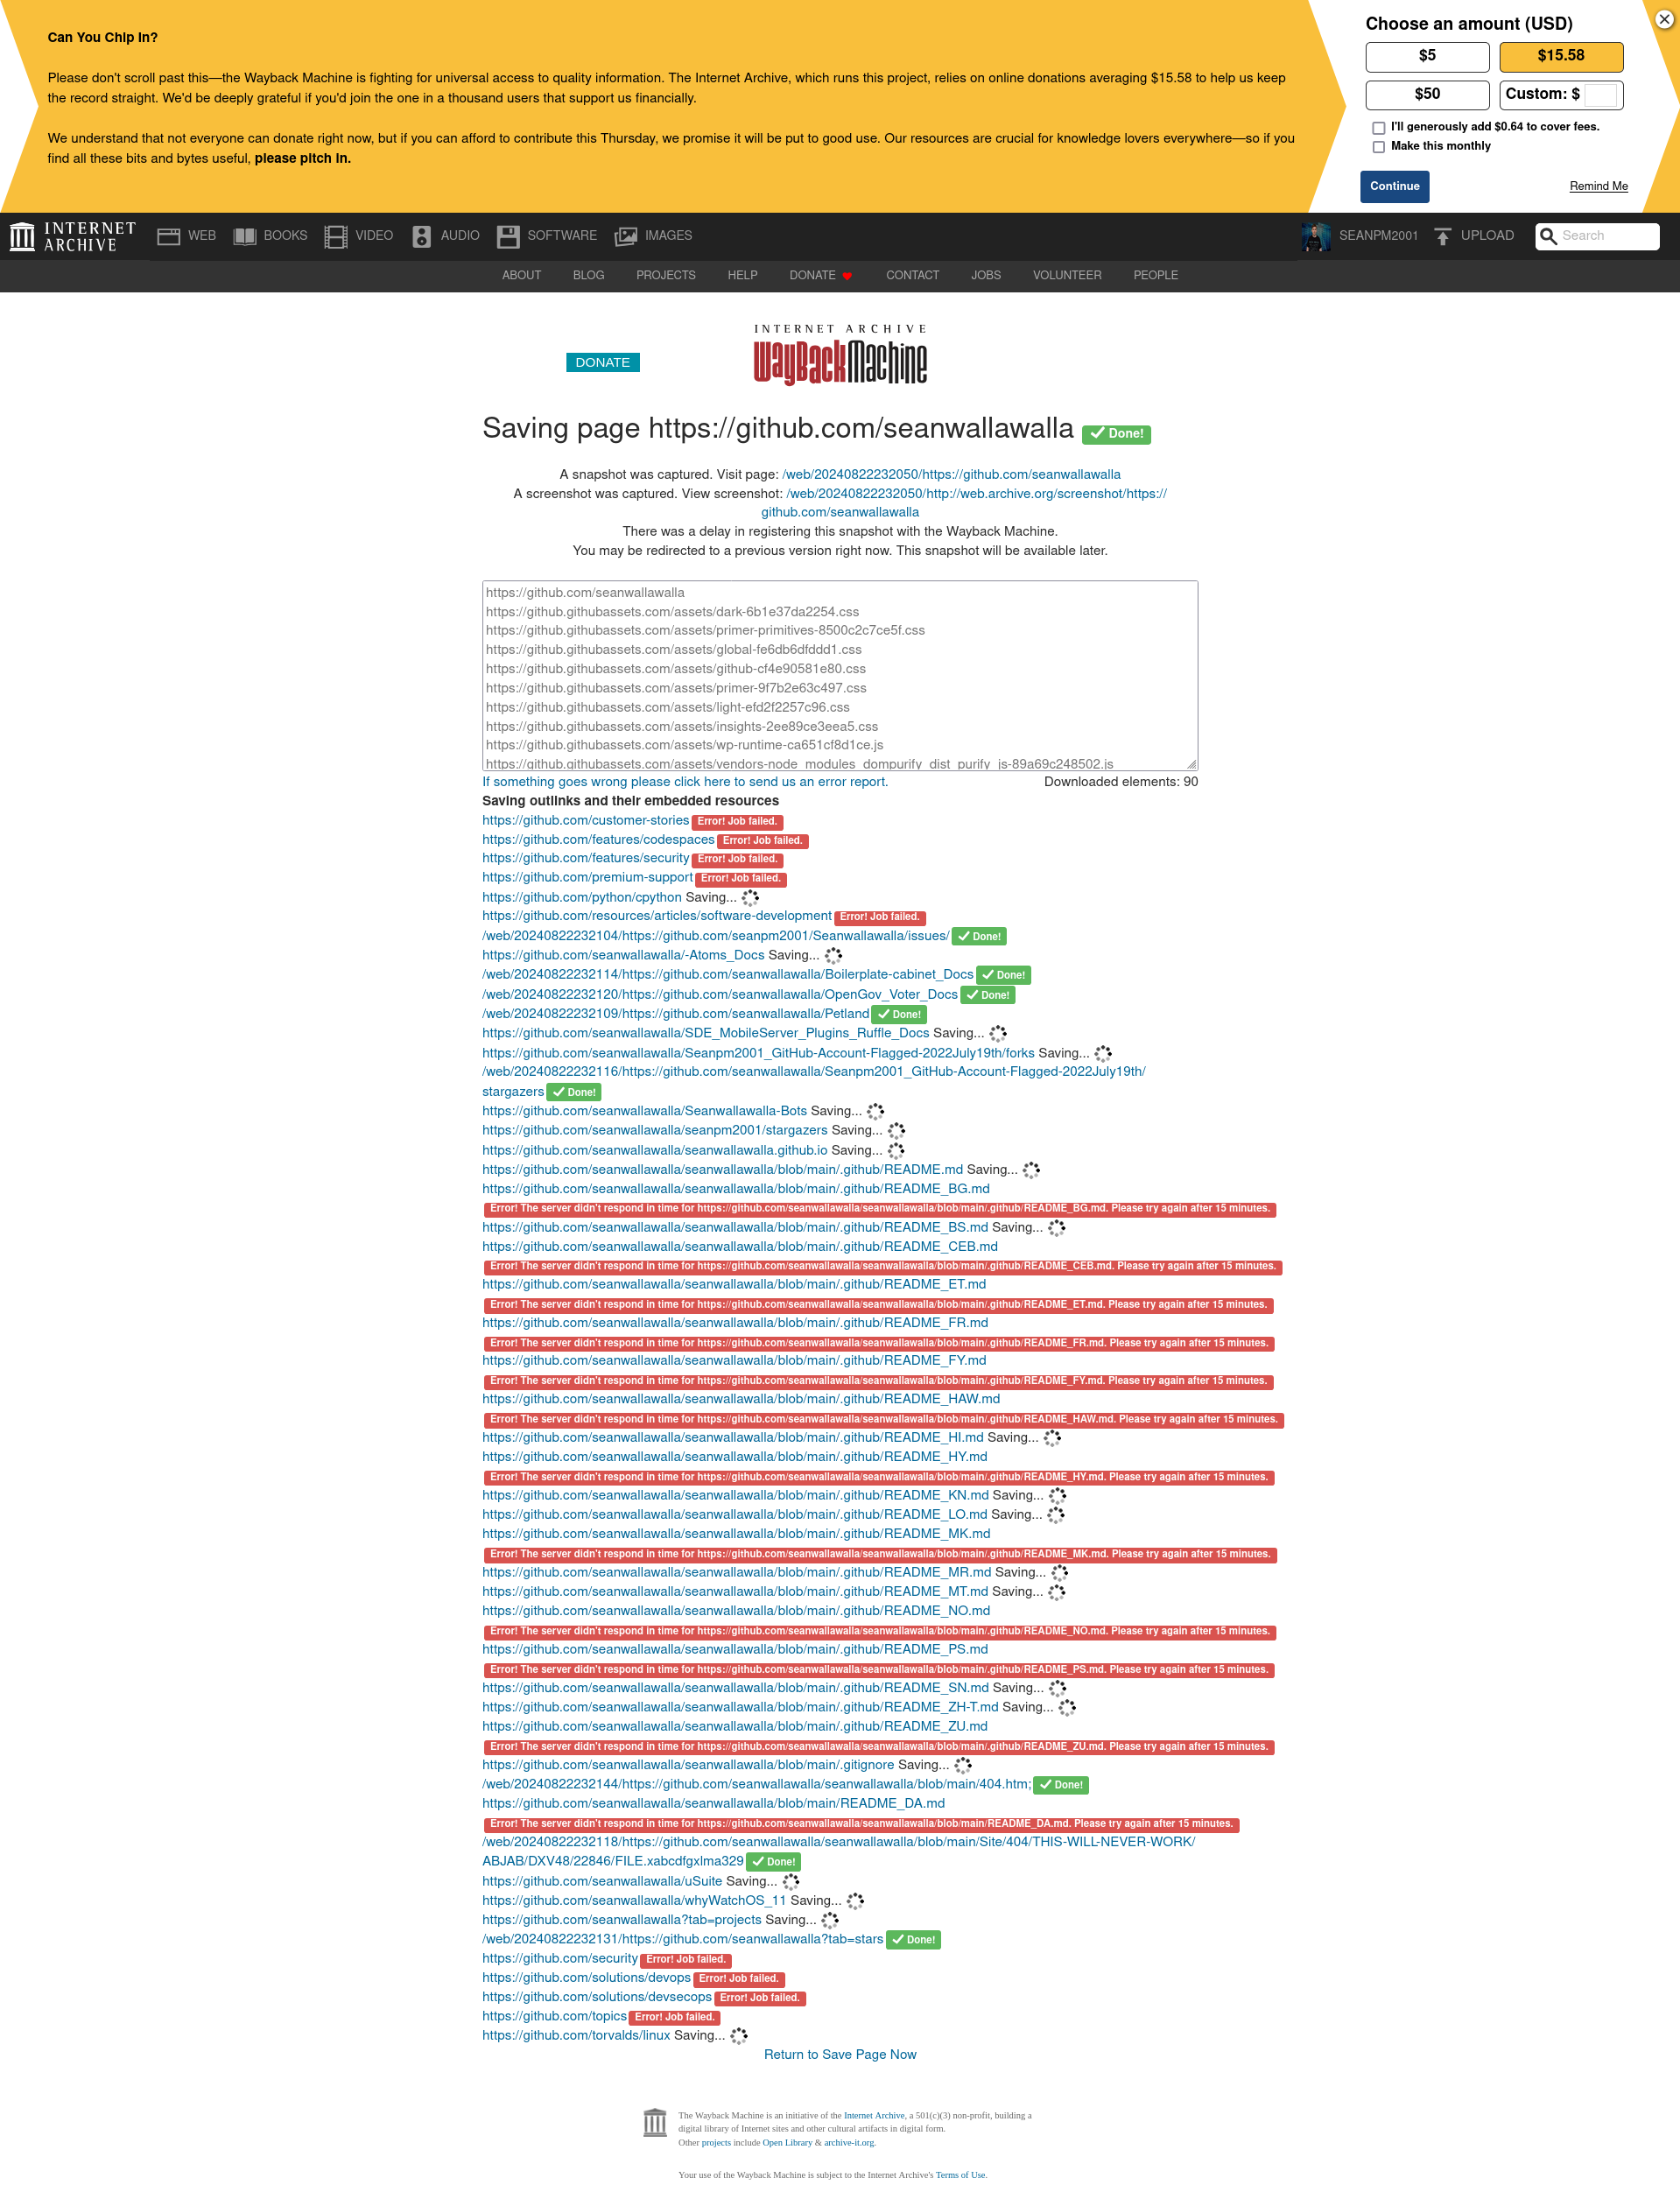 Can You Chip In?
Please don't scroll past this—the Wayback Machine is fighting for universal access to quality information. The Internet Archive, which runs this project, relies on online donations averaging $15.58 to help us keep
the record straight. We'd be deeply grateful if you'd join the one in a thousand users that support us financially.
We understand that not everyone can donate right now, but if you can afford to contribute this Thursday, we promise it will be put to good use. Our resources are crucial for knowledge lovers everywhere—so if you
find all these bits and bytes useful, please pitch in.
Choose an amount (USD)
$5 $15.58
$50 Custom: $
I'll generously add $0.64 to cover fees.
Make this monthly
Continue Remind Me
INTERNET ARCHIVE WEB BOOKS VIDEO AUDIO SOFTWARE IMAGES SEANPM2001 UPLOAD Search
ABOUT BLOG PROJECTS HELP DONATE CONTACT JOBS VOLUNTEER PEOPLE
INTERNET ARCHIVE
DONATE WayBackMachine
Saving page https://github.com/seanwallawalla Done!
A snapshot was captured. Visit page: /web/20240822232050/https://github.com/seanwallawalla
A screenshot was captured. View screenshot: /web/20240822232050/http://web.archive.org/screenshot/https://
github.com/seanwallawalla
There was a delay in registering this snapshot with the Wayback Machine.
You may be redirected to a previous version right now. This snapshot will be available later.
https://github.com/seanwallawalla
https://github.githubassets.com/assets/dark-6b1e37da2254.css
https://github.githubassets.com/assets/primer-primitives-8500c2c7ce5f.css
https://github.githubassets.com/assets/global-fe6db6dfddd1.css
https://github.githubassets.com/assets/github-cf4e90581e80.css
https://github.githubassets.com/assets/primer-9f7b2e63c497.css
https://github.githubassets.com/assets/light-efd2f2257c96.css
https://github.githubassets.com/assets/insights-2ee89ce3eea5.css
https://github.githubassets.com/assets/wp-runtime-ca651cf8d1ce.js
https://github.githubassets.com/assets/vendors-node_modules_dompurify_dist_purify_js-89a69c248502.js
If something goes wrong please click here to send us an error report. Downloaded elements: 90
Saving outlinks and their embedded resources
https://github.com/customer-stories Error! Job failed.
https://github.com/features/codespaces Error! Job failed.
https://github.com/features/security Error! Job failed.
https://github.com/premium-support Error! Job failed.
https://github.com/python/cpython Saving...
https://github.com/resources/articles/software-development Error! Job failed.
/web/20240822232104/https://github.com/seanpm2001/Seanwallawalla/issues/ Done!
https://github.com/seanwallawalla/-Atoms_Docs Saving...
/web/20240822232114/https://github.com/seanwallawalla/Boilerplate-cabinet_Docs Done!
/web/20240822232120/https://github.com/seanwallawalla/OpenGov_Voter_Docs Done!
/web/20240822232109/https://github.com/seanwallawalla/Petland Done!
https://github.com/seanwallawalla/SDE_MobileServer_Plugins_Ruffle_Docs Saving...
https://github.com/seanwallawalla/Seanpm2001_GitHub-Account-Flagged-2022July19th/forks Saving...
/web/20240822232116/https://github.com/seanwallawalla/Seanpm2001_GitHub-Account-Flagged-2022July19th/
stargazers Done!
https://github.com/seanwallawalla/Seanwallawalla-Bots Saving...
https://github.com/seanwallawalla/seanpm2001/stargazers Saving...
https://github.com/seanwallawalla/seanwallawalla.github.io Saving...
https://github.com/seanwallawalla/seanwallawalla/blob/main/.github/README.md Saving...
https://github.com/seanwallawalla/seanwallawalla/blob/main/.github/README_BG.md
Error! The server didn't respond in time for https://github.com/seanwallawalla/seanwallawalla/blob/main/.github/README_BG.md. Please try again after 15 minutes.
https://github.com/seanwallawalla/seanwallawalla/blob/main/.github/README_BS.md Saving...
https://github.com/seanwallawalla/seanwallawalla/blob/main/.github/README_CEB.md
Error! The server didn't respond in time for https://github.com/seanwallawalla/seanwallawalla/blob/main/.github/README_CEB.md. Please try again after 15 minutes.
https://github.com/seanwallawalla/seanwallawalla/blob/main/.github/README_ET.md
Error! The server didn't respond in time for https://github.com/seanwallawalla/seanwallawalla/blob/main/.github/README_ET.md. Please try again after 15 minutes.
https://github.com/seanwallawalla/seanwallawalla/blob/main/.github/README_FR.md
Error! The server didn't respond in time for https://github.com/seanwallawalla/seanwallawalla/blob/main/.github/README_FR.md. Please try again after 15 minutes.
https://github.com/seanwallawalla/seanwallawalla/blob/main/.github/README_FY.md
Error! The server didn't respond in time for https://github.com/seanwallawalla/seanwallawalla/blob/main/.github/README_FY.md. Please try again after 15 minutes.
https://github.com/seanwallawalla/seanwallawalla/blob/main/.github/README_HAW.md
Error! The server didn't respond in time for https://github.com/seanwallawalla/seanwallawalla/blob/main/.github/README_HAW.md. Please try again after 15 minutes.
https://github.com/seanwallawalla/seanwallawalla/blob/main/.github/README_HI.md Saving...
https://github.com/seanwallawalla/seanwallawalla/blob/main/.github/README_HY.md
Error! The server didn't respond in time for https://github.com/seanwallawalla/seanwallawalla/blob/main/.github/README_HY.md. Please try again after 15 minutes.
https://github.com/seanwallawalla/seanwallawalla/blob/main/.github/README_KN.md Saving...
https://github.com/seanwallawalla/seanwallawalla/blob/main/.github/README_LO.md Saving...
https://github.com/seanwallawalla/seanwallawalla/blob/main/.github/README_MK.md
Error! The server didn't respond in time for https://github.com/seanwallawalla/seanwallawalla/blob/main/.github/README_MK.md. Please try again after 15 minutes.
https://github.com/seanwallawalla/seanwallawalla/blob/main/.github/README_MR.md Saving...
https://github.com/seanwallawalla/seanwallawalla/blob/main/.github/README_MT.md Saving...
https://github.com/seanwallawalla/seanwallawalla/blob/main/.github/README_NO.md
Error! The server didn't respond in time for https://github.com/seanwallawalla/seanwallawalla/blob/main/.github/README_NO.md. Please try again after 15 minutes.
https://github.com/seanwallawalla/seanwallawalla/blob/main/.github/README_PS.md
Error! The server didn't respond in time for https://github.com/seanwallawalla/seanwallawalla/blob/main/.github/README_PS.md. Please try again after 15 minutes.
https://github.com/seanwallawalla/seanwallawalla/blob/main/.github/README_SN.md Saving...
https://github.com/seanwallawalla/seanwallawalla/blob/main/.github/README_ZH-T.md Saving...
https://github.com/seanwallawalla/seanwallawalla/blob/main/.github/README_ZU.md
Error! The server didn't respond in time for https://github.com/seanwallawalla/seanwallawalla/blob/main/.github/README_ZU.md. Please try again after 15 minutes.
https://github.com/seanwallawalla/seanwallawalla/blob/main/.gitignore Saving...
/web/20240822232144/https://github.com/seanwallawalla/seanwallawalla/blob/main/404.htm; Done!
https://github.com/seanwallawalla/seanwallawalla/blob/main/README_DA.md
Error! The server didn't respond in time for https://github.com/seanwallawalla/seanwallawalla/blob/main/README_DA.md. Please try again after 15 minutes.
/web/20240822232118/https://github.com/seanwallawalla/seanwallawalla/blob/main/Site/404/THIS-WILL-NEVER-WORK/
ABJAB/DXV48/22846/FILE.xabcdfgxlma329 Done!
https://github.com/seanwallawalla/uSuite Saving...
https://github.com/seanwallawalla/whyWatchOS_11 Saving...
https://github.com/seanwallawalla?tab=projects Saving...
/web/20240822232131/https://github.com/seanwallawalla?tab=stars Done!
https://github.com/security Error! Job failed.
https://github.com/solutions/devops Error! Job failed.
https://github.com/solutions/devsecops Error! Job failed.
https://github.com/topics Error! Job failed.
https://github.com/torvalds/linux Saving...
Return to Save Page Now
The Wayback Machine is an initiative of the Internet Archive, a 501(c)(3) non-profit, building a
digital library of Internet sites and other cultural artifacts in digital form.
Other projects include Open Library & archive-it.org.
Your use of the Wayback Machine is subject to the Internet Archive's Terms of Use.